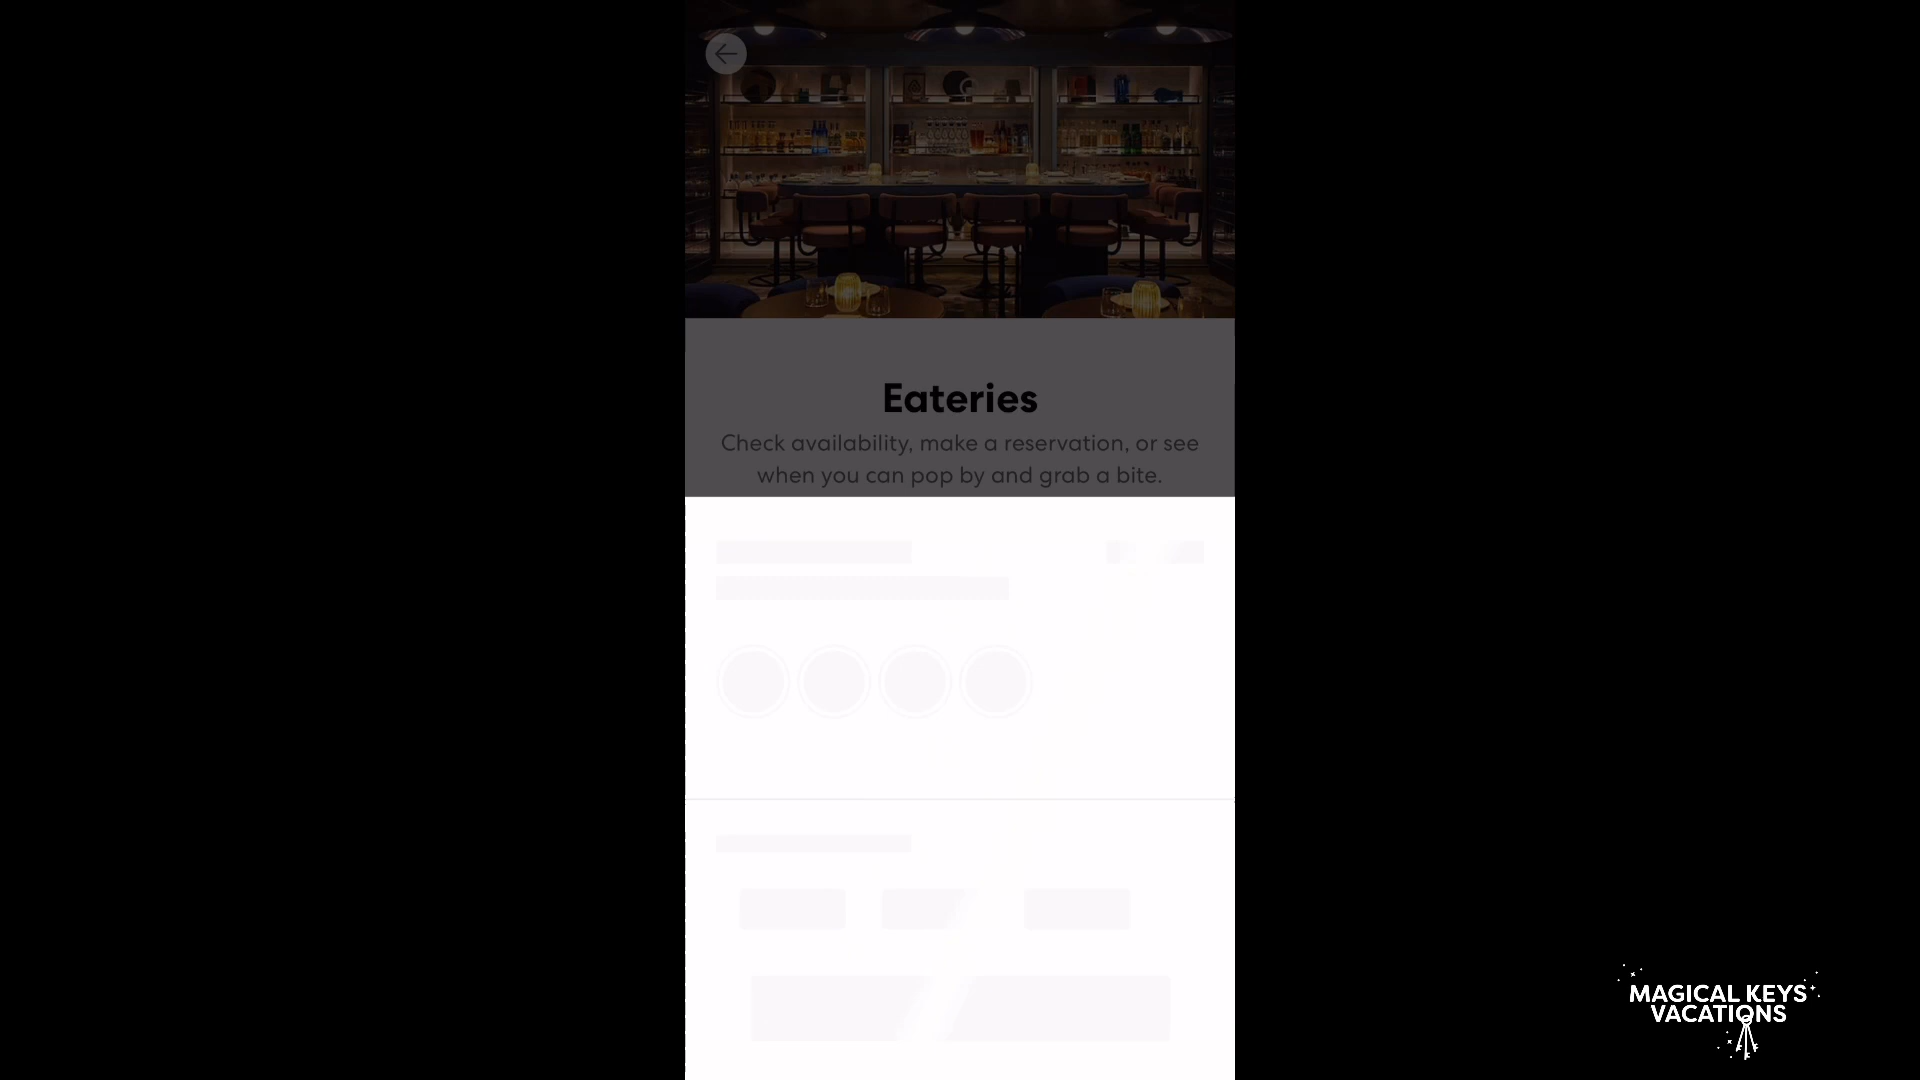 Eateries
Check availability, make a reservation, or see
when you can pop by and grab a bite.
MAGICAL KEYS
VACATIONS